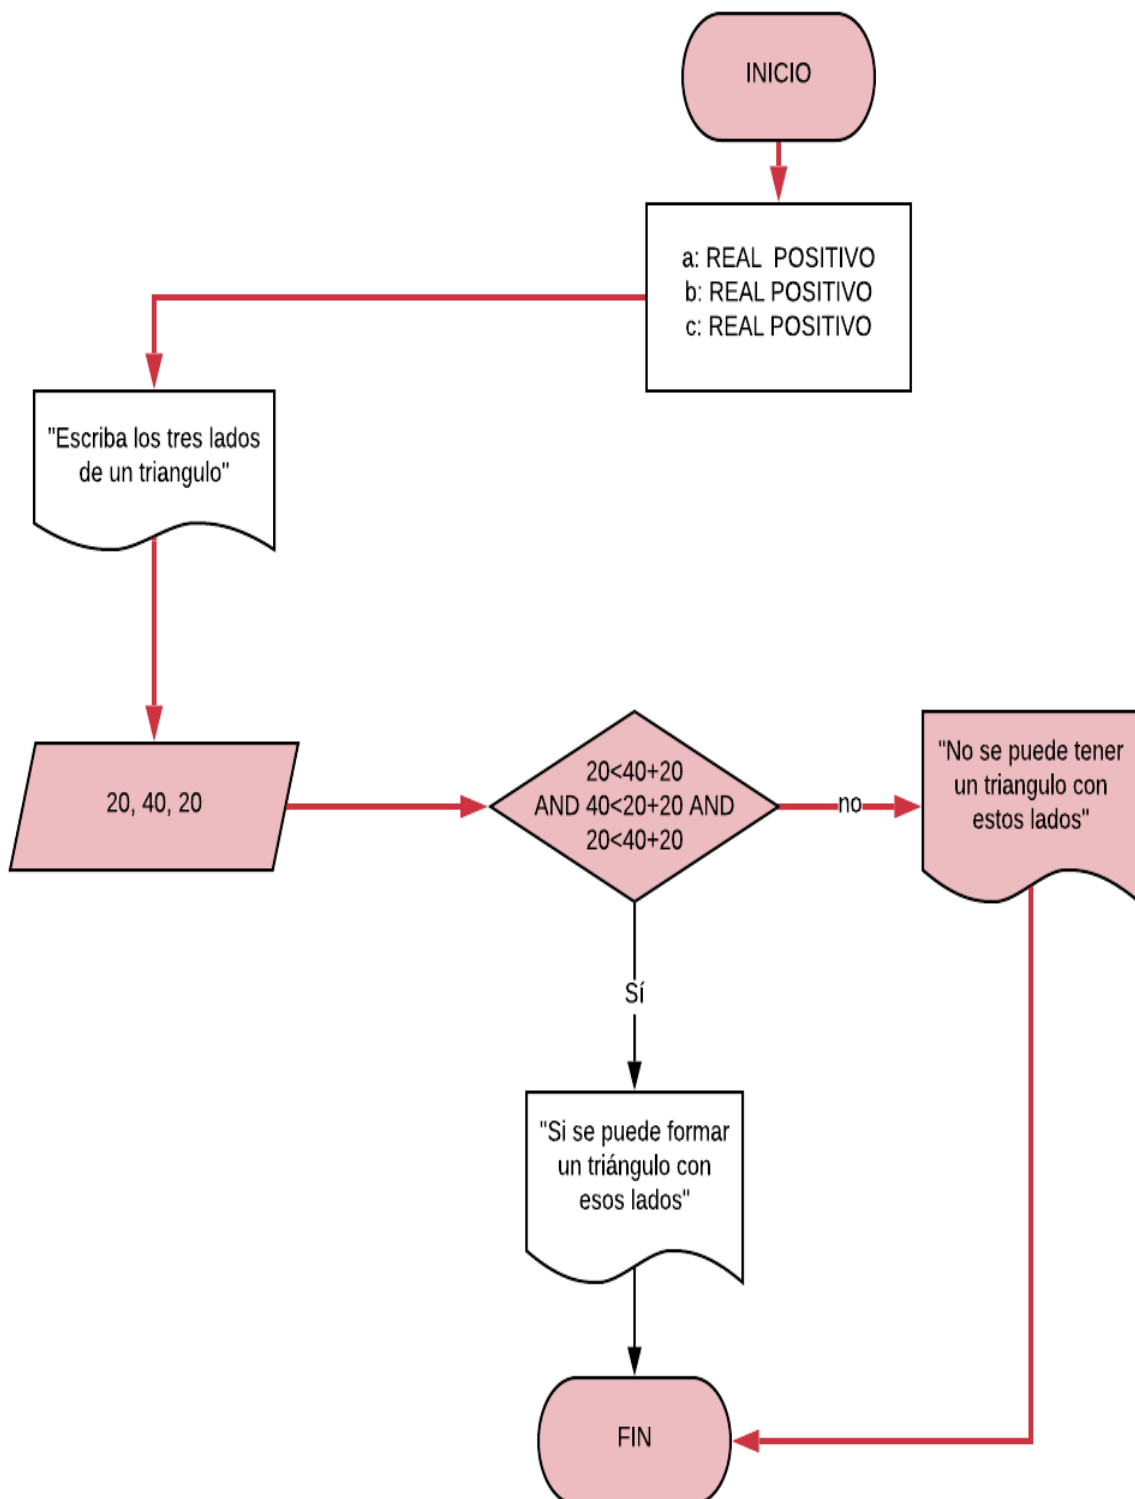 INICIO
a: REAL  POSITIVO
b: REAL POSITIVO
c: REAL POSITIVO
"Escriba los tres lados
de un triangulo"
20, 40, 20
20<40+20
AND 40<20+20 AND
20<40+20
no
"No se puede tener
un triangulo con
estos lados"
Sí
"Si se puede formar
un triángulo con
esos lados"
FIN